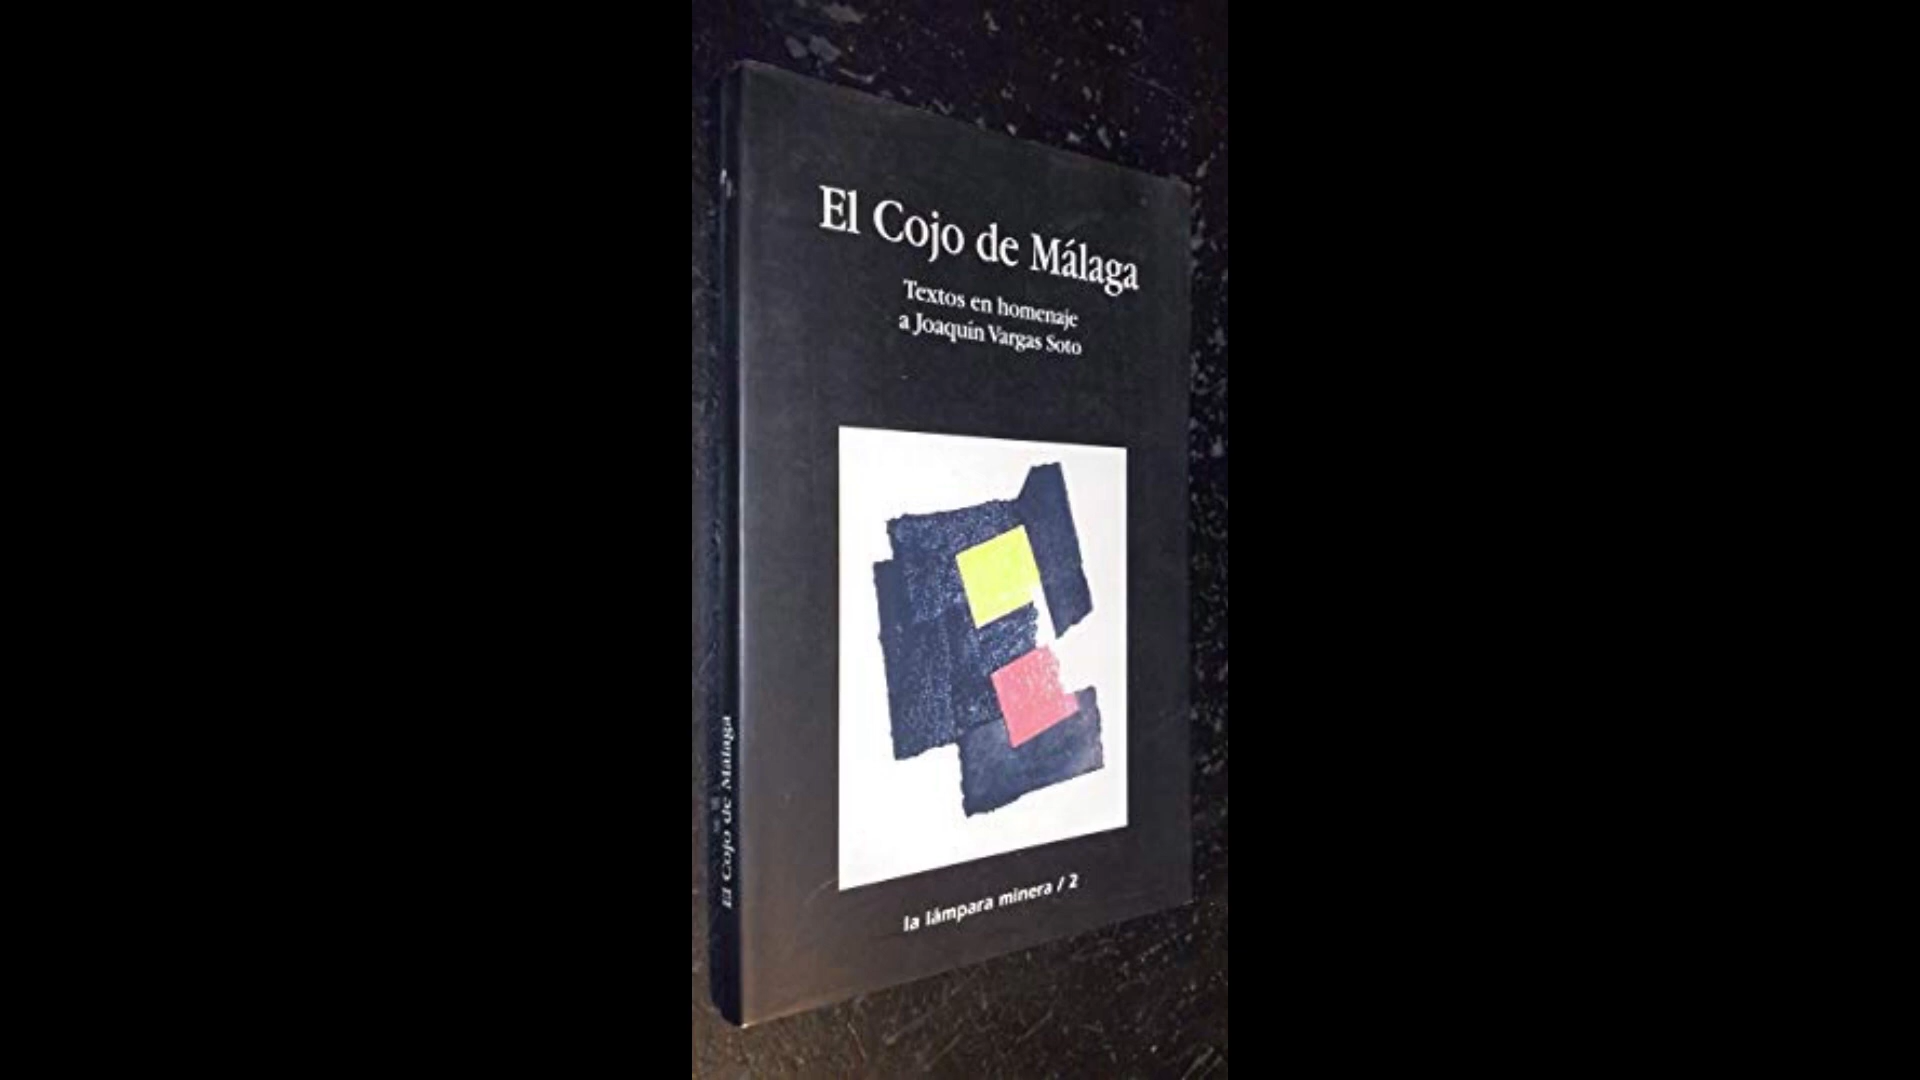 El Cojo de Málaga
Textos en homenaje
a Joaquín Vargas Soto
la lámpara minera / 2
El Cojo de Málaga